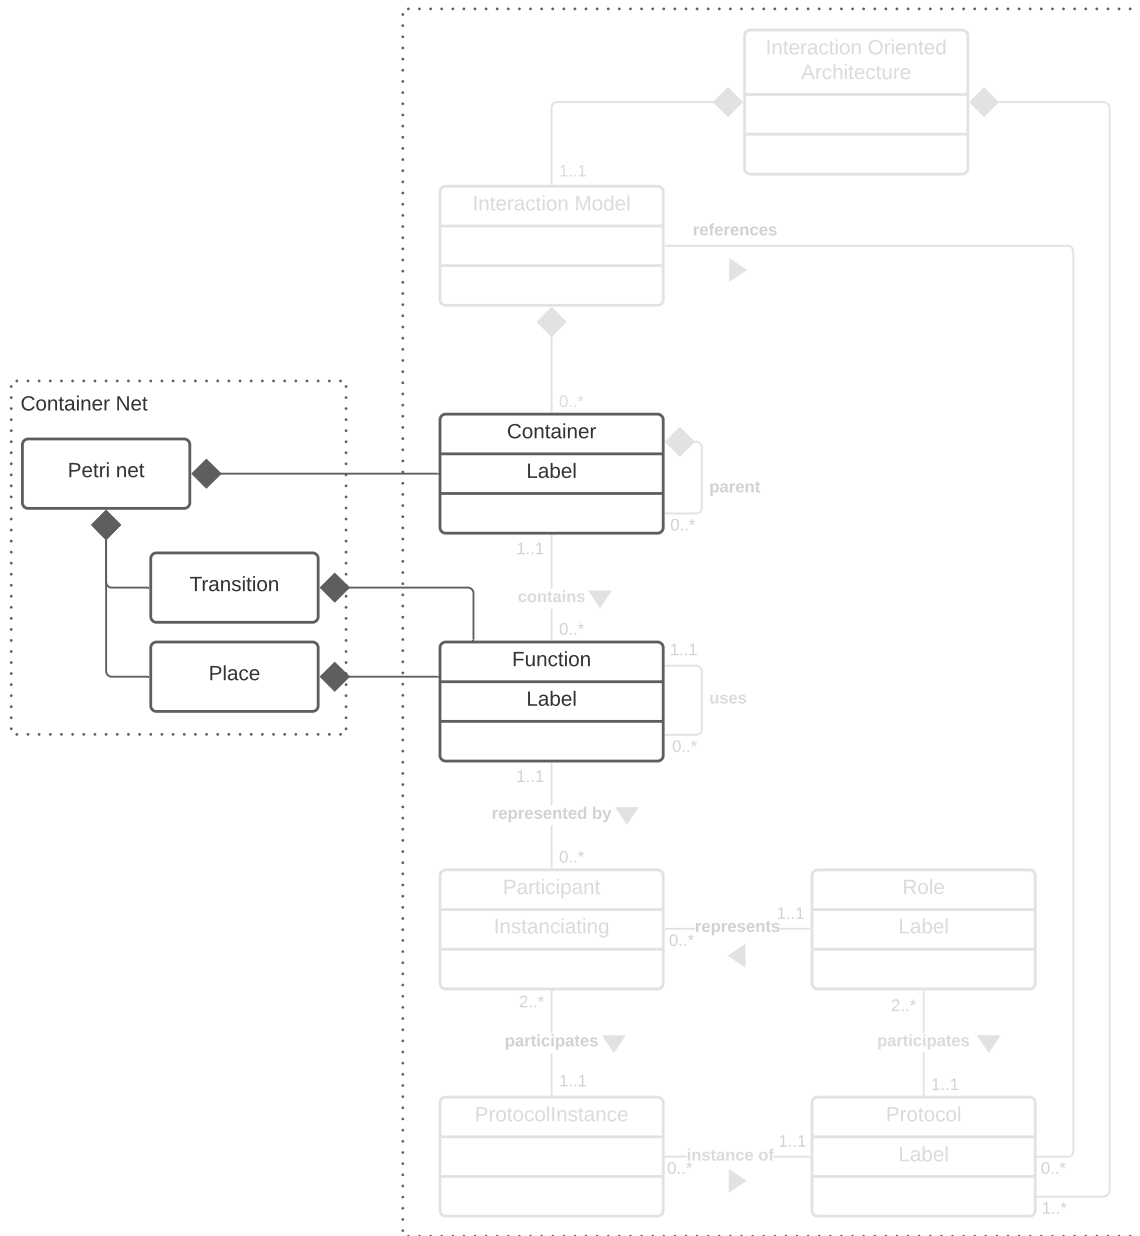 Interaction Oriented
Architecture
1..1
Interaction Model
references
0..*
Container Net
Container
Label
Petri net
parent
0..*
1..1
Transition
contains
0..*
Function
1..1
Place
Label
uses
0..*
1..1
represented by
0..*
Participant
Role
Instanciating
represents
1..1
Label
0..*
2..*
2..*
participates
participates
1..1
1..1
ProtocolInstance
Protocol
instance of
1..1
Label
0..*
0..*
1..*